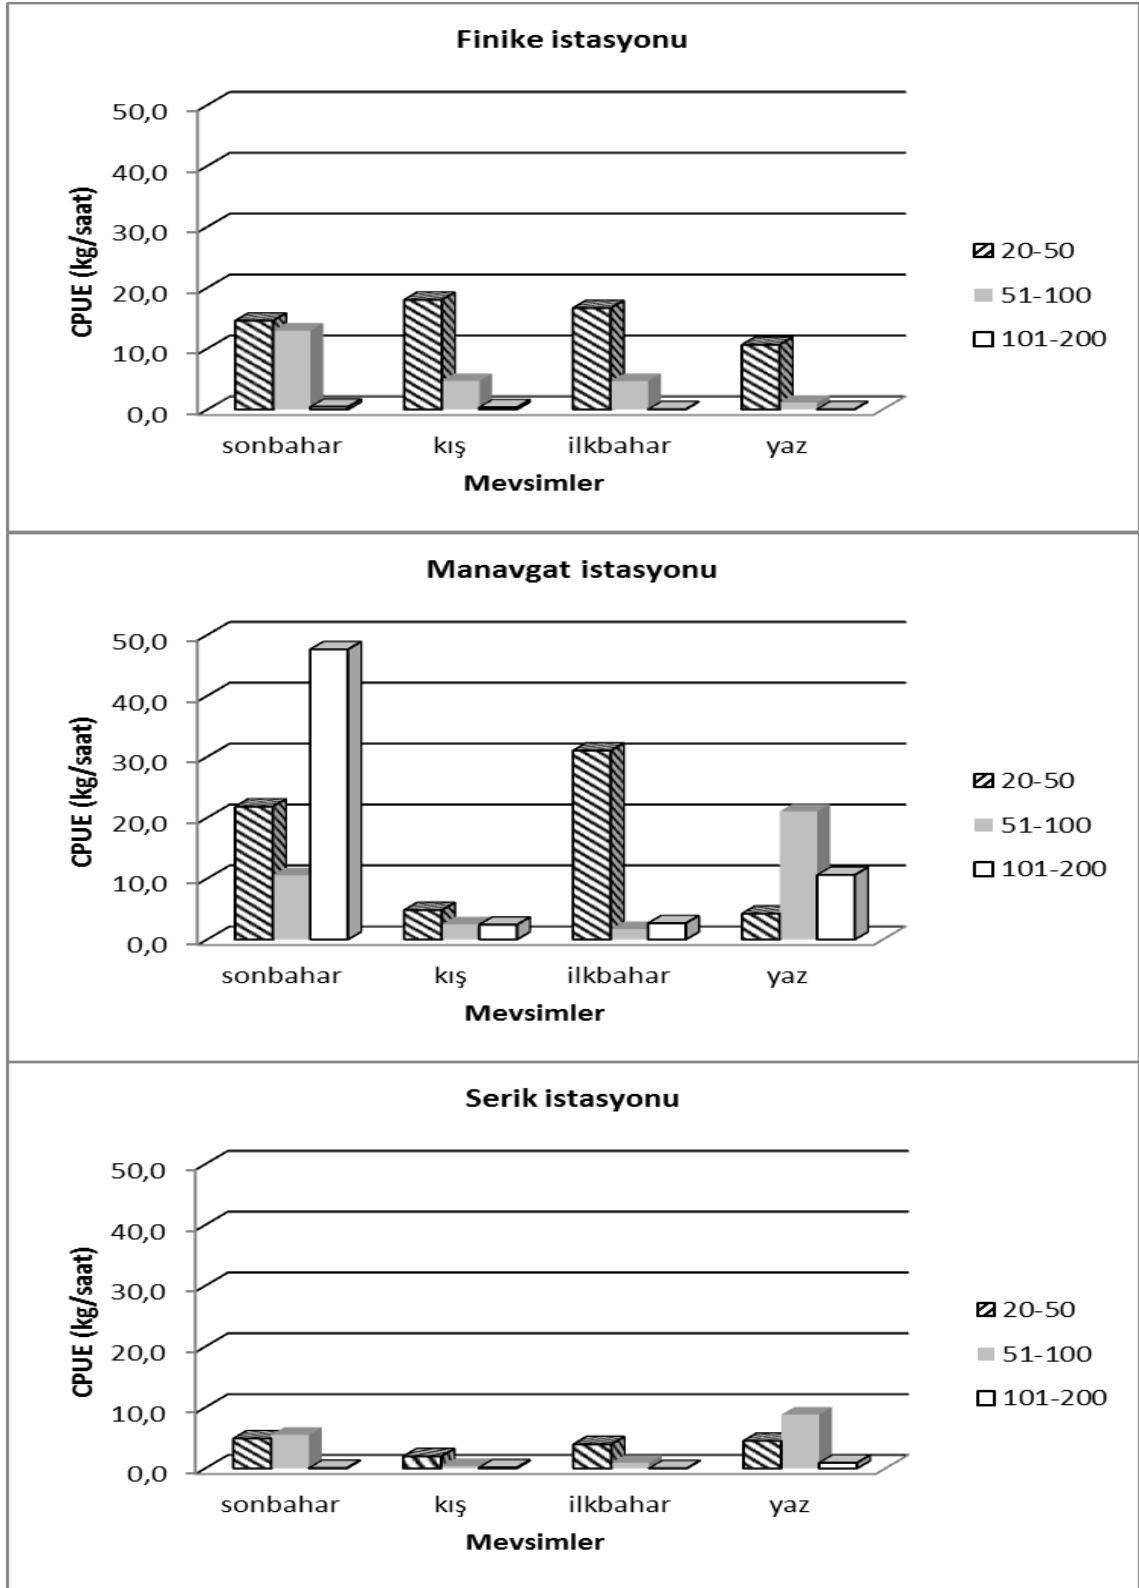 Finike istasyonu
50,0
40,0
30,0
20,0
10,0
0,0
CPUE (kg/saat)
sonbahar kış ilkbahar yaz
Mevsimler
20-50
51-100
101-200
Manavgat istasyonu
50,0
40,0
30,0
20,0
10,0
0,0
CPUE (kg/saat)
sonbahar kış ilkbahar yaz
Mevsimler
20-50
51-100
101-200
Serik istasyonu
50,0
40,0
30,0
20,0
10,0
0,0
CPUE (kg/saat)
sonbahar kış ilkbahar yaz
Mevsimler
20-50
51-100
101-200